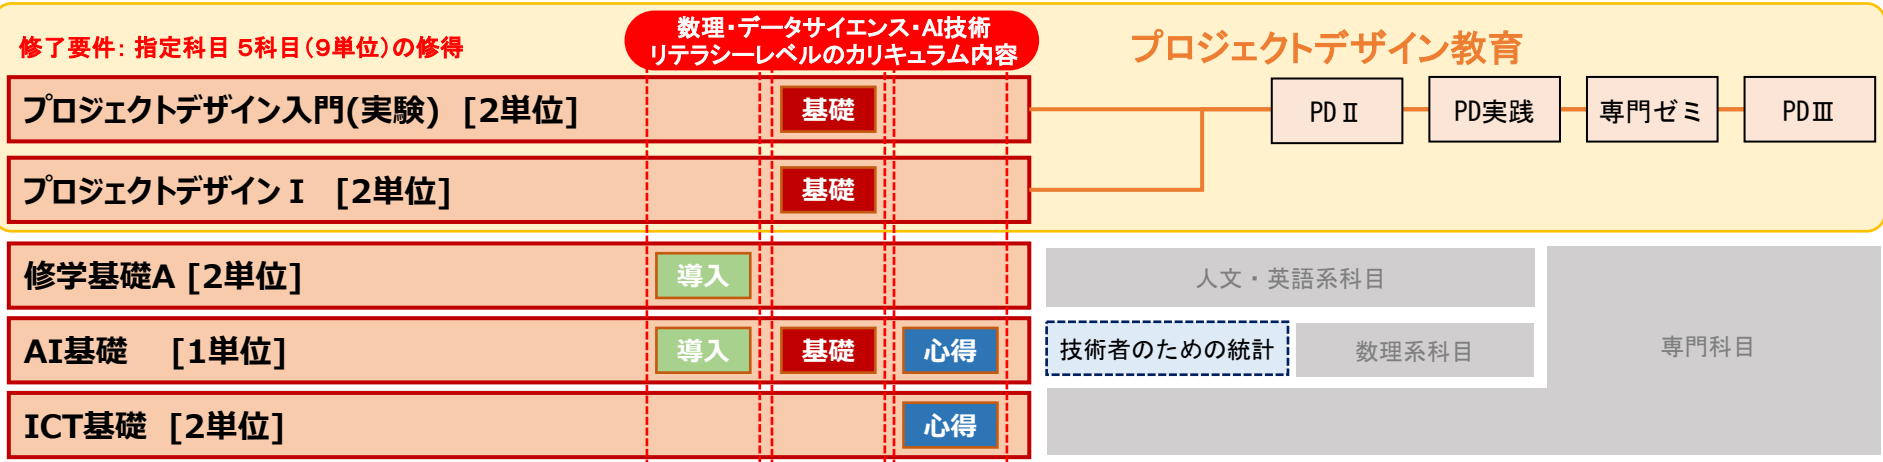 修了要件: 指定科目 5科目(9単位)の修得
数理・データサイエンス・AI技術
リテラシーレベルのカリキュラム内容
プロジェクトデザイン教育
プロジェクトデザイン入門(実験) [2単位]
基礎
PDⅡ
PD実践
専門ゼミ
PDⅢ
プロジェクトデザインⅠ [2単位]
基礎
修学基礎A [2単位]
導入
人文・英語系科目
AI基礎 [1単位]
導入
基礎
心得
技術者のための統計
数理系科目
専門科目
ICT基礎 [2単位]
心得